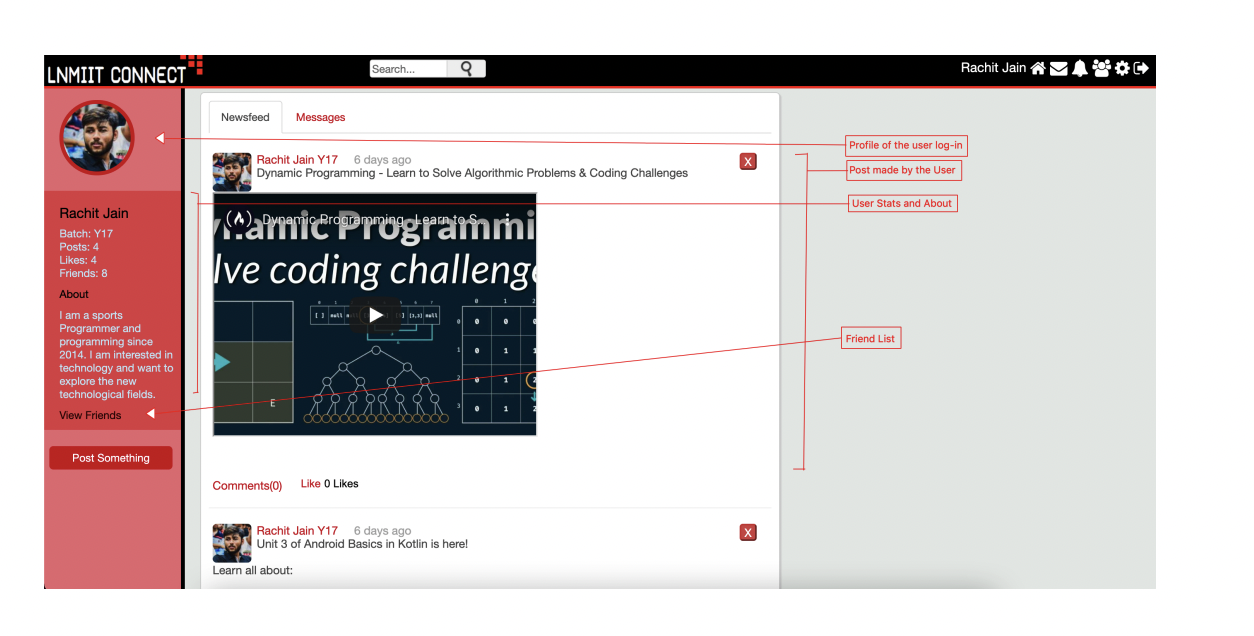 LNMIIT CONNECT
Search...
Rachit Jain
Newsfeed
Messages
Rachit Jain Y17 6 days ago
Dynamic Programming - Learn to Solve Algorithmic Problems & Coding Challenges
X
Dynamic Programming - Learn to S...
ynamic Programmi
lve coding challenge
E
Comments(0)
Like 0 Likes
Rachit Jain Y17 6 days ago
Unit 3 of Android Basics in Kotlin is here!
X
Learn all about:
Rachit Jain
Batch: Y17
Posts: 4
Likes: 4
Friends: 8
About
I am a sports
Programmer and
programming since
2014. I am interested in
technology and want to
explore the new
technological fields.
View Friends
Post Something
Profile of the user log-in
Post made by the User
User Stats and About
Friend List